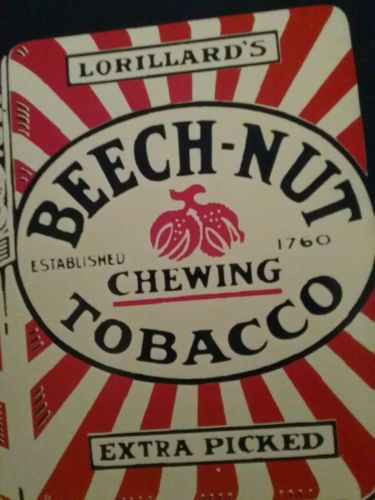 LORILLARD'S
BEECH-NUT
ESTABLISHED 1760
CHEWING
TOBACCO
EXTRA PICKED